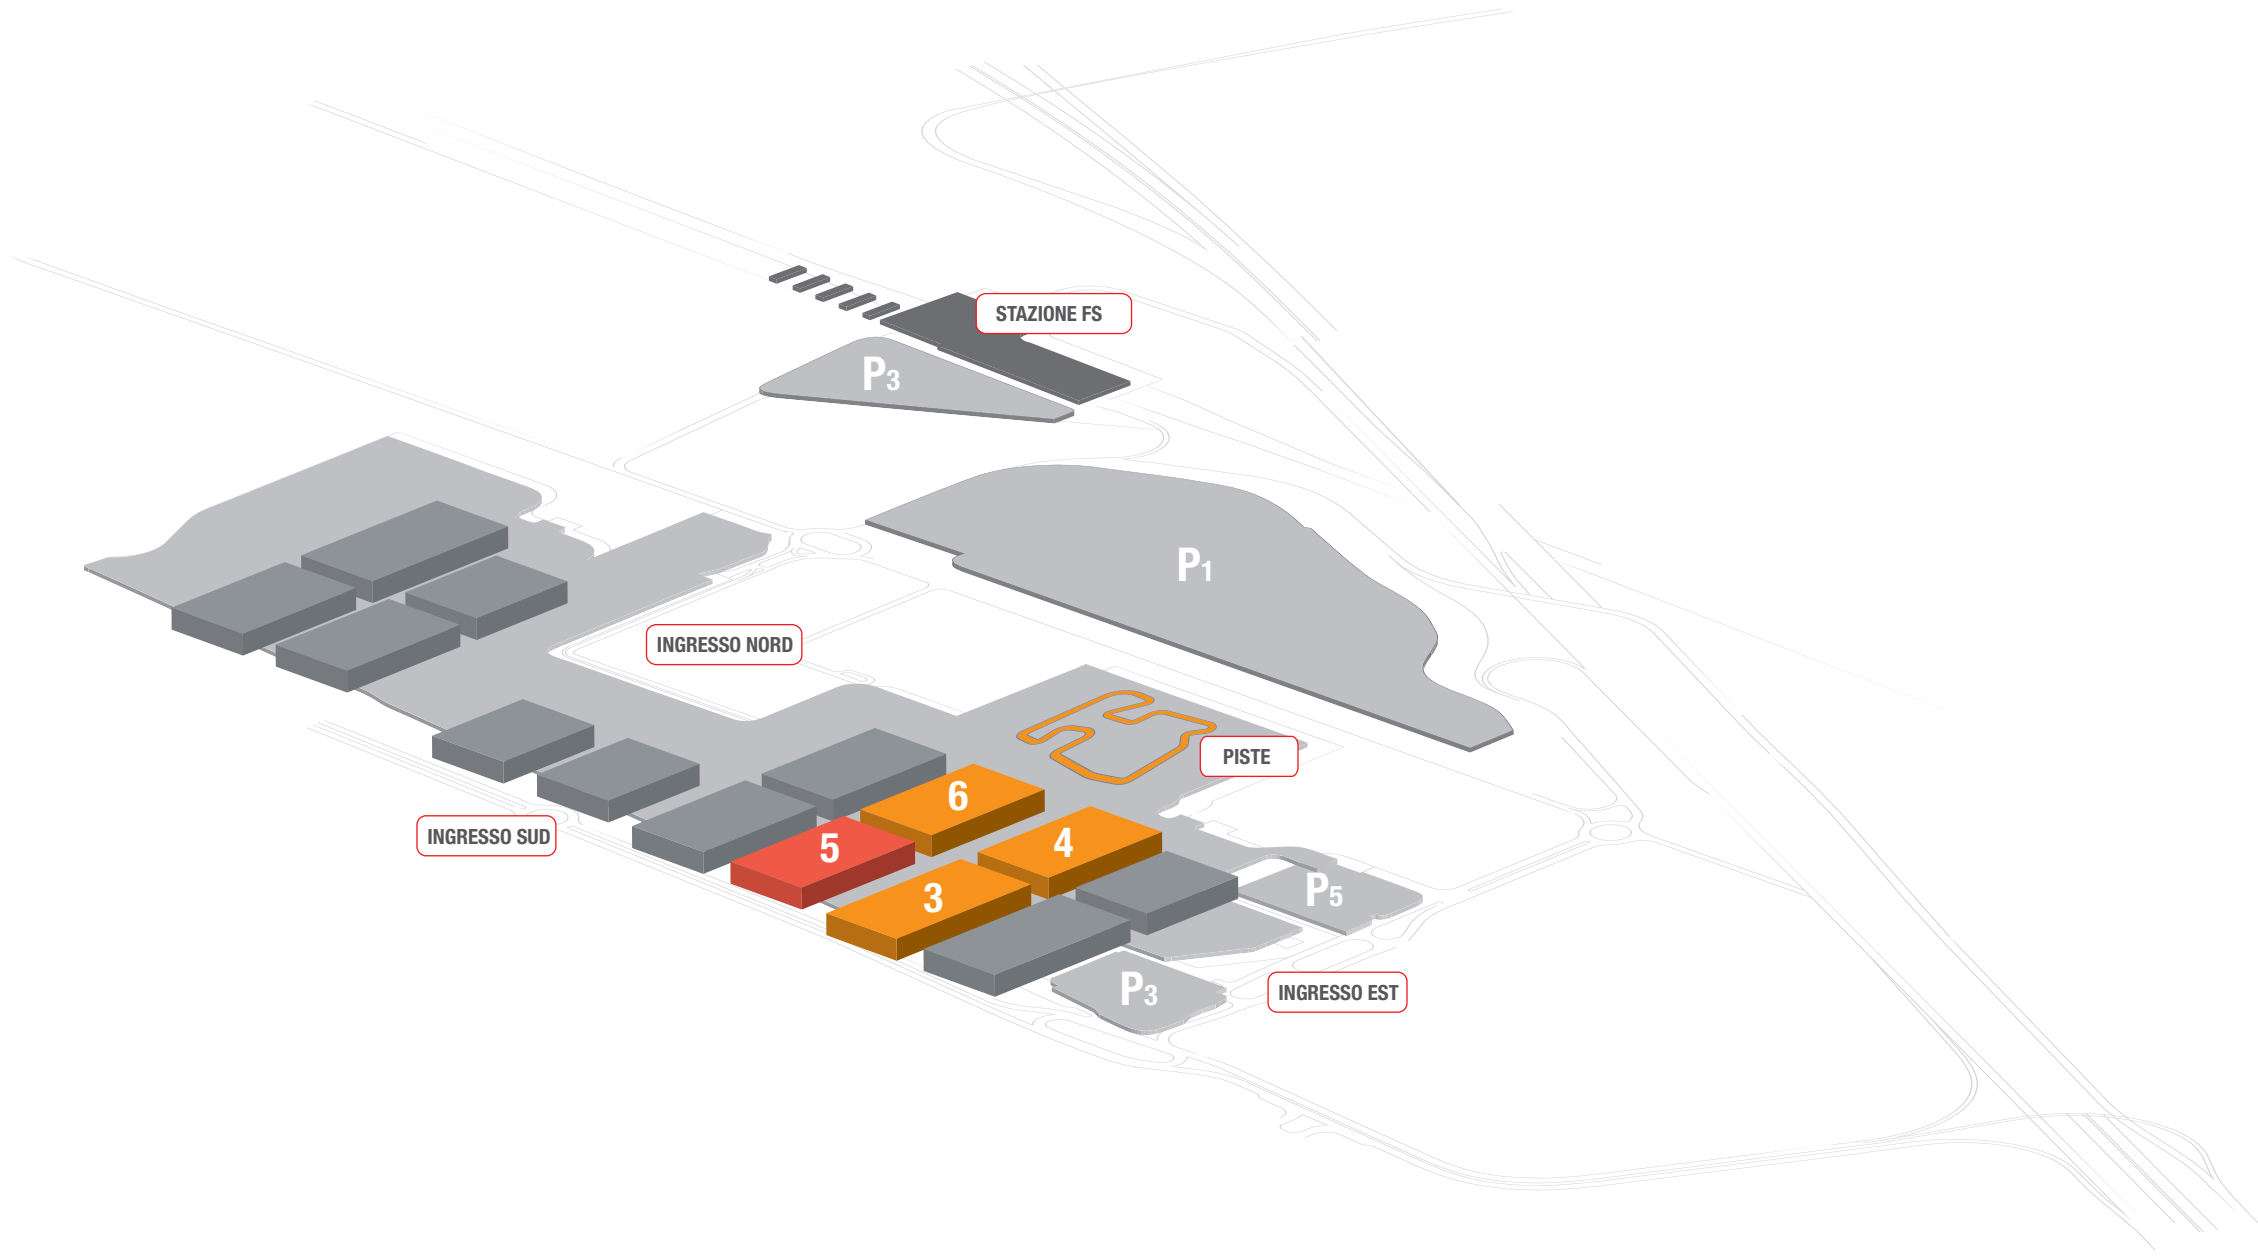 STAZIONE FS
P3
P1
INGRESSO NORD
PISTE
6
INGRESSO SUD
5
4
3
P5
P3
INGRESSO EST